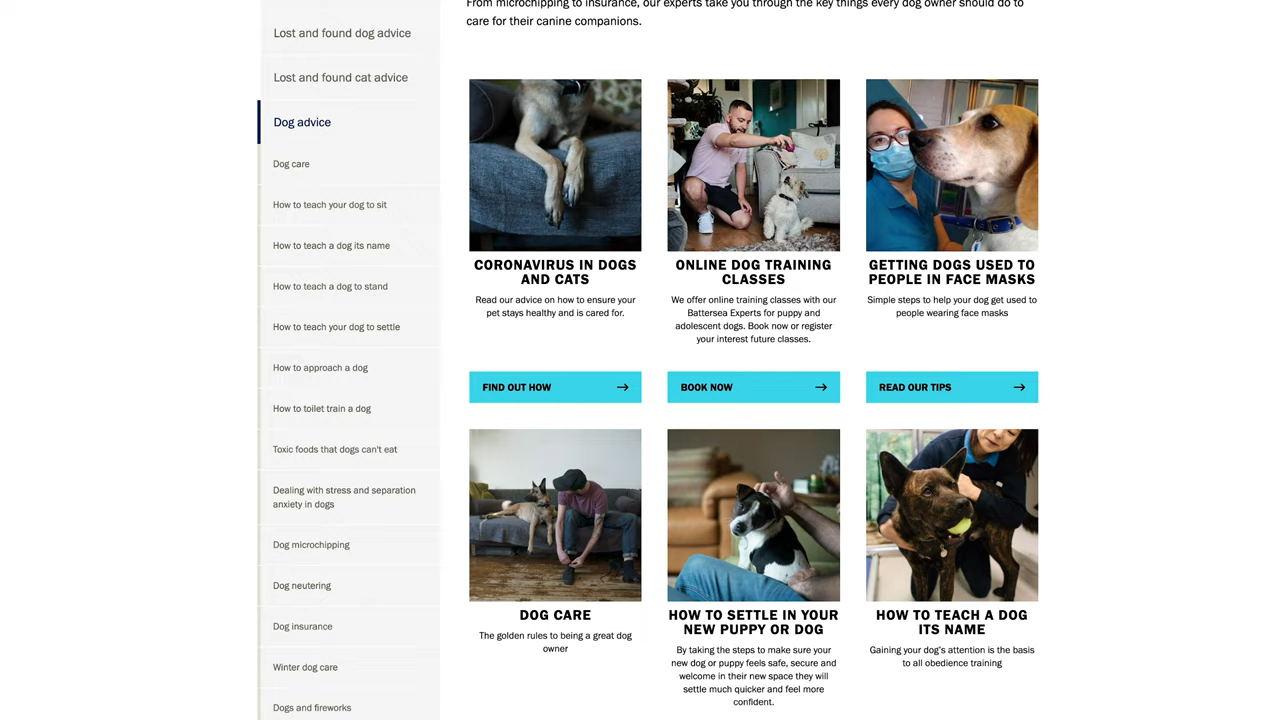 From microchipping to insurance, our experts take you through the key things every dog owner should do to
care for their canine companions.
Lost and found dog advice
Lost and found cat advice
Dog advice
Dog care
How to teach your dog to sit
How to teach a dog its name
How to teach a dog to stand
How to teach your dog to settle
How to approach a dog
How to toilet train a dog
Toxic foods that dogs can't eat
Dealing with stress and separation
anxiety in dogs
Dog microchipping
Dog neutering
Dog insurance
Winter dog care
Dogs and fireworks
CORONAVIRUS IN DOGS
AND CATS
Read our advice on how to ensure your
pet stays healthy and is cared for.
FIND OUT HOW
ONLINE DOG TRAINING
CLASSES
We offer online training classes with our
Battersea Experts for puppy and
adolescent dogs. Book now or register
your interest future classes.
BOOK NOW
GETTING DOGS USED TO
PEOPLE IN FACE MASKS
Simple steps to help your dog get used to
people wearing face masks
READ OUR TIPS
DOG CARE
The golden rules to being a great dog
owner
HOW TO SETTLE IN YOUR
NEW PUPPY OR DOG
By taking the steps to make sure your
new dog or puppy feels safe, secure and
welcome in their new space they will
settle much quicker and feel more
confident.
HOW TO TEACH A DOG
ITS NAME
Gaining your dog's attention is the basis
to all obedience training